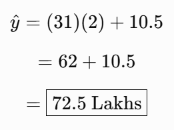 ŷ = (31)(2) + 10.5
= 62 + 10.5
= 72.5 Lakhs